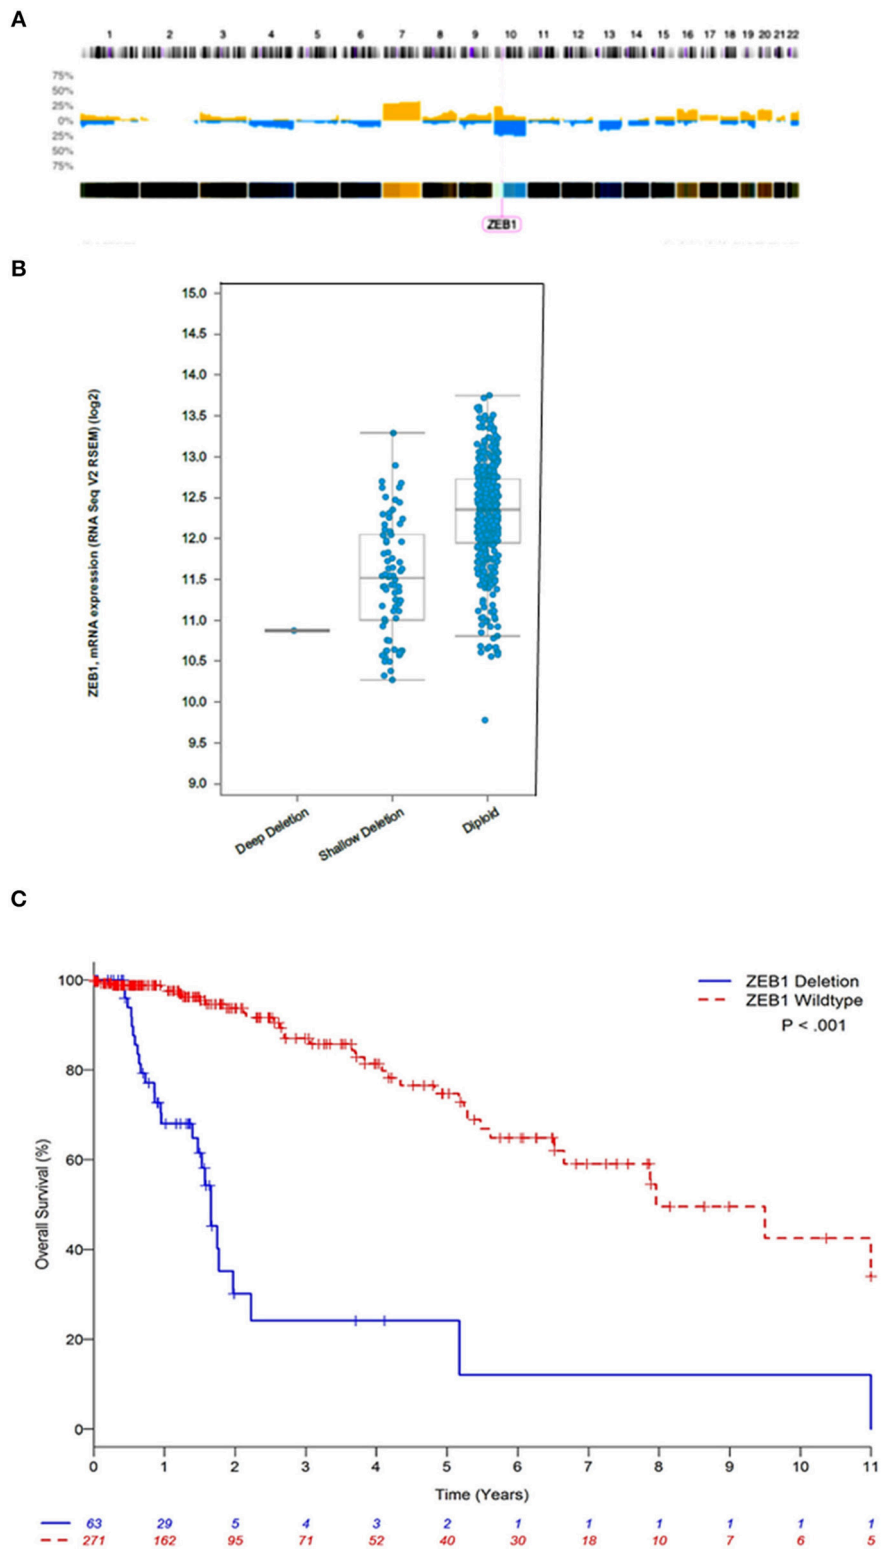 A
1 2 3 4 5 6 7 8 9 10 11 12 13 14 15 16 17 18 19 20 21 22
75%
50%
25%
0%
25%
50%
75%
ZEB1
B
ZEB1, mRNA expression (RNA Seq V2 RSEM) (log2)
15.0
14.5
14.0
13.5
13.0
12.5
12.0
11.5
11.0
10.5
10.0
9.5
9.0
Deep Deletion
Shallow Deletion
Diploid
C
Overall Survival (%)
100
80
60
40
20
0
ZEB1 Deletion
ZEB1 Wildtype
P < .001
0 1 2 3 4 5 6 7 8 9 10 11
Time (Years)
63 29 5 4 3 2 1 1 1 1 1 1
271 162 95 71 52 40 30 18 10 7 6 5